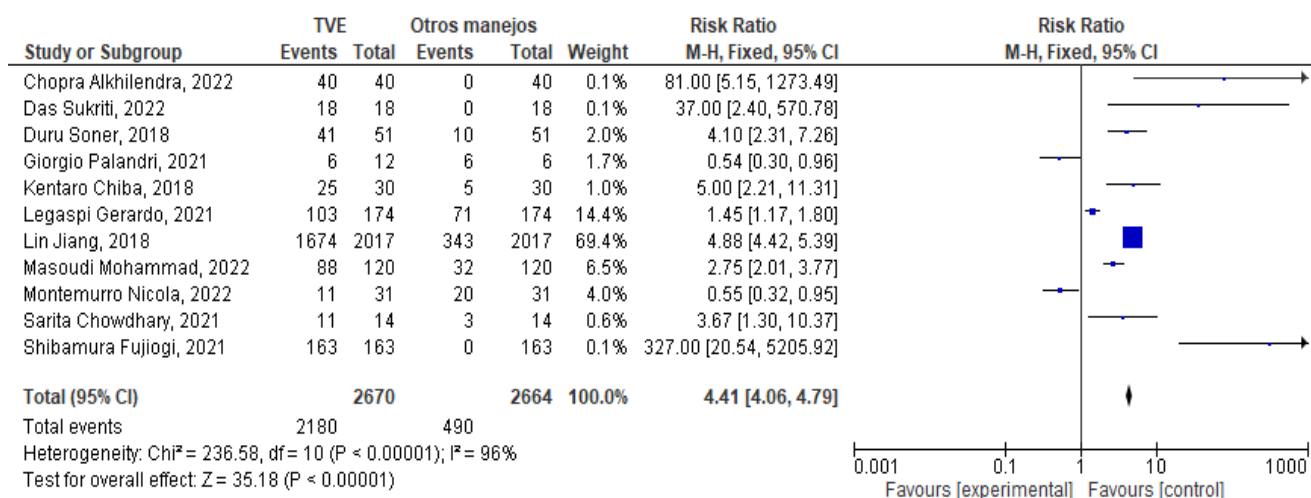 TVE Otros manejos Risk Ratio Risk Ratio
Study or Subgroup Events Total Events Total Weight M-H, Fixed, 95% CI M-H, Fixed, 95% CI
Chopra Alkhilendra, 2022 40 40 0 40 0.1% 81.00 [5.15, 1273.49]
Das Sukriti, 2022 18 18 0 18 0.1% 37.00 [2.40, 570.78]
Duru Soner, 2018 41 51 10 51 2.0% 4.10 [2.31, 7.26]
Giorgio Palandri, 2021 6 12 6 6 1.7% 0.54 [0.30, 0.96]
Kentaro Chiba, 2018 25 30 5 30 1.0% 5.00 [2.21, 11.31]
Legaspi Gerardo, 2021 103 174 71 174 14.4% 1.45 [1.17, 1.80]
Lin Jiang, 2018 1674 2017 343 2017 69.4% 4.88 [4.42, 5.39]
Masoudi Mohammad, 2022 88 120 32 120 6.5% 2.75 [2.01, 3.77]
Montemurro Nicola, 2022 11 31 20 31 4.0% 0.55 [0.32, 0.95]
Sarita Chowdhary, 2021 11 14 3 14 0.6% 3.67 [1.30, 10.37]
Shibamura Fujiogi, 2021 163 163 0 163 0.1% 327.00 [20.54, 5205.92]
Total (95% CI) 2670 2664 100.0% 4.41 [4.06, 4.79]
Total events 2180 490
Heterogeneity: Chi² = 236.58, df = 10 (P < 0.00001); I² = 96%
Test for overall effect: Z = 35.18 (P < 0.00001)
0.001 0.1 1 10 1000
Favours [experimental] Favours [control]